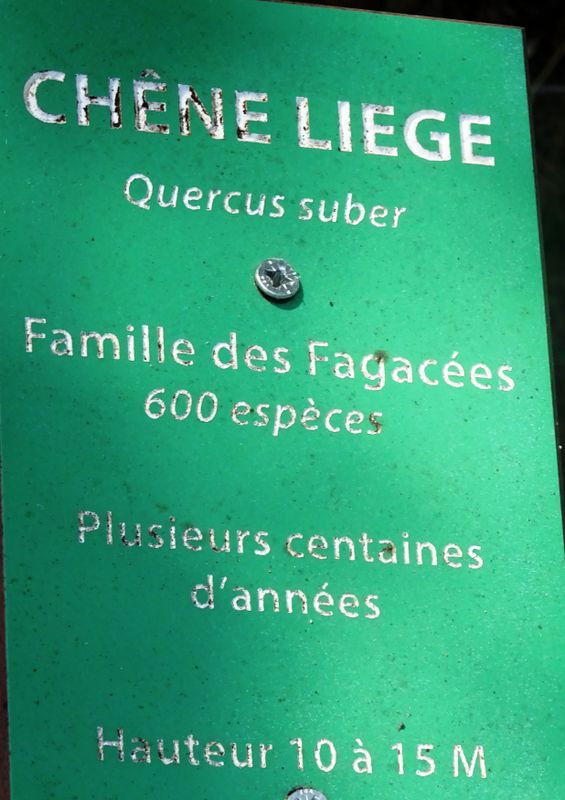 CHÊNE LIEGE
Quercus suber
Famille des Fagacées
600 espèces
Plusieurs centaines
d'années
Hauteur 10 à 15 M